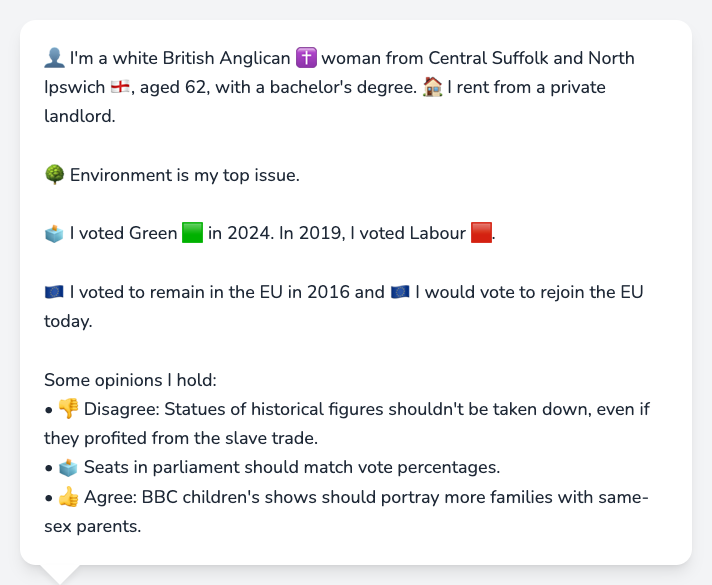 👤 I'm a white British Anglican ✝️ woman from Central Suffolk and North
Ipswich 🏴󠁧󠁢󠁥󠁮󠁧󠁿, aged 62, with a bachelor's degree. 🏠 I rent from a private
landlord.
🌳 Environment is my top issue.
🗳️ I voted Green 🟩 in 2024. In 2019, I voted Labour 🟥.
🇪🇺 I voted to remain in the EU in 2016 and 🇪🇺 I would vote to rejoin the EU
today.
Some opinions I hold:
• 👎 Disagree: Statues of historical figures shouldn't be taken down, even if
they profited from the slave trade.
• 🗳️ Seats in parliament should match vote percentages.
• 👍 Agree: BBC children's shows should portray more families with same-
sex parents.